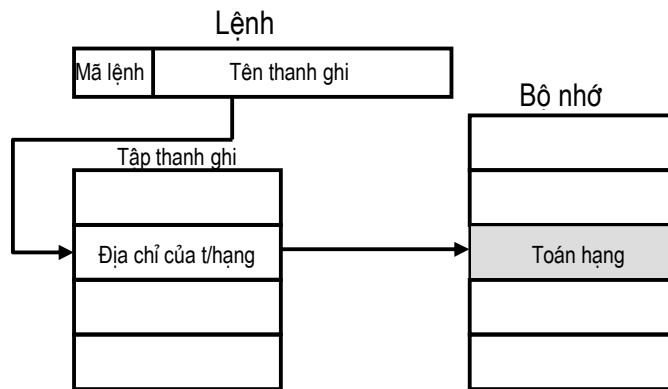 Lệnh
Mã lệnh
Tên thanh ghi
Bộ nhớ
Tập thanh ghi
Địa chỉ của t/hạng
Toán hạng